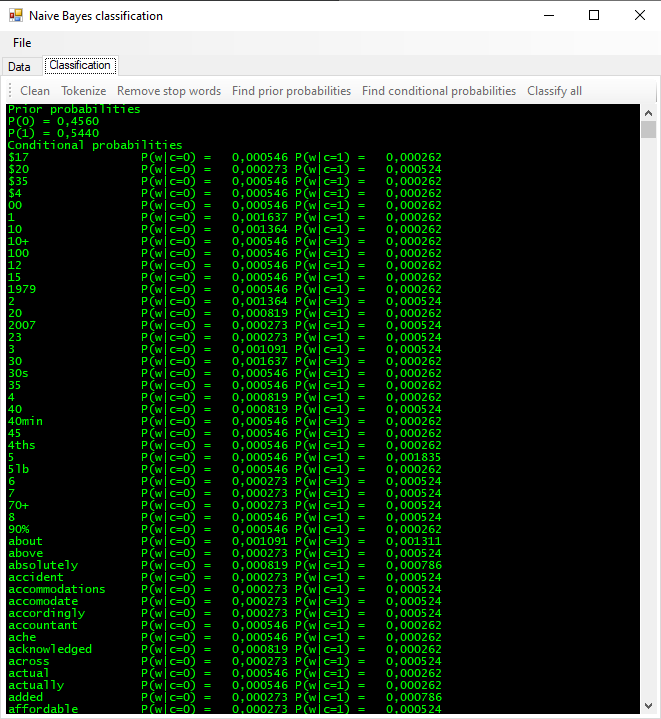 Naive Bayes classification
File
Data Classification
Clean Tokenize Remove stop words Find prior probabilities Find conditional probabilities Classify all
Prior probabilities
P(0) = 0,4560
P(1) = 0,5440
Conditional probabilities
$17 P(w|c=0) = 0,000546 P(w|c=1) = 0,000262
$20 P(w|c=0) = 0,000273 P(w|c=1) = 0,000524
$35 P(w|c=0) = 0,000546 P(w|c=1) = 0,000262
$4 P(w|c=0) = 0,000546 P(w|c=1) = 0,000262
00 P(w|c=0) = 0,000546 P(w|c=1) = 0,000262
1 P(w|c=0) = 0,001637 P(w|c=1) = 0,000262
10 P(w|c=0) = 0,001364 P(w|c=1) = 0,000262
10+ P(w|c=0) = 0,000546 P(w|c=1) = 0,000262
100 P(w|c=0) = 0,000546 P(w|c=1) = 0,000262
12 P(w|c=0) = 0,000546 P(w|c=1) = 0,000262
15 P(w|c=0) = 0,000546 P(w|c=1) = 0,000262
1979 P(w|c=0) = 0,000546 P(w|c=1) = 0,000262
2 P(w|c=0) = 0,001364 P(w|c=1) = 0,000524
20 P(w|c=0) = 0,000819 P(w|c=1) = 0,000262
2007 P(w|c=0) = 0,000273 P(w|c=1) = 0,000524
23 P(w|c=0) = 0,000273 P(w|c=1) = 0,000524
3 P(w|c=0) = 0,001091 P(w|c=1) = 0,000524
30 P(w|c=0) = 0,001637 P(w|c=1) = 0,000262
30s P(w|c=0) = 0,000546 P(w|c=1) = 0,000262
35 P(w|c=0) = 0,000546 P(w|c=1) = 0,000262
4 P(w|c=0) = 0,000819 P(w|c=1) = 0,000262
40 P(w|c=0) = 0,000819 P(w|c=1) = 0,000524
40min P(w|c=0) = 0,000546 P(w|c=1) = 0,000262
45 P(w|c=0) = 0,000546 P(w|c=1) = 0,000262
4ths P(w|c=0) = 0,000546 P(w|c=1) = 0,000262
5 P(w|c=0) = 0,000546 P(w|c=1) = 0,001835
5lb P(w|c=0) = 0,000546 P(w|c=1) = 0,000262
6 P(w|c=0) = 0,000273 P(w|c=1) = 0,000524
7 P(w|c=0) = 0,000273 P(w|c=1) = 0,000524
70+ P(w|c=0) = 0,000273 P(w|c=1) = 0,000524
8 P(w|c=0) = 0,000546 P(w|c=1) = 0,000524
90% P(w|c=0) = 0,000546 P(w|c=1) = 0,000262
about P(w|c=0) = 0,001091 P(w|c=1) = 0,001311
above P(w|c=0) = 0,000273 P(w|c=1) = 0,000524
absolutely P(w|c=0) = 0,000819 P(w|c=1) = 0,000786
accident P(w|c=0) = 0,000273 P(w|c=1) = 0,000524
accommodations P(w|c=0) = 0,000273 P(w|c=1) = 0,000524
accomodate P(w|c=0) = 0,000273 P(w|c=1) = 0,000524
accordingly P(w|c=0) = 0,000273 P(w|c=1) = 0,000524
accountant P(w|c=0) = 0,000546 P(w|c=1) = 0,000262
ache P(w|c=0) = 0,000546 P(w|c=1) = 0,000262
acknowledged P(w|c=0) = 0,000819 P(w|c=1) = 0,000262
across P(w|c=0) = 0,000273 P(w|c=1) = 0,000524
actual P(w|c=0) = 0,000546 P(w|c=1) = 0,000262
actually P(w|c=0) = 0,000546 P(w|c=1) = 0,000262
added P(w|c=0) = 0,000273 P(w|c=1) = 0,000786
affordable P(w|c=0) = 0,000273 P(w|c=1) = 0,000524